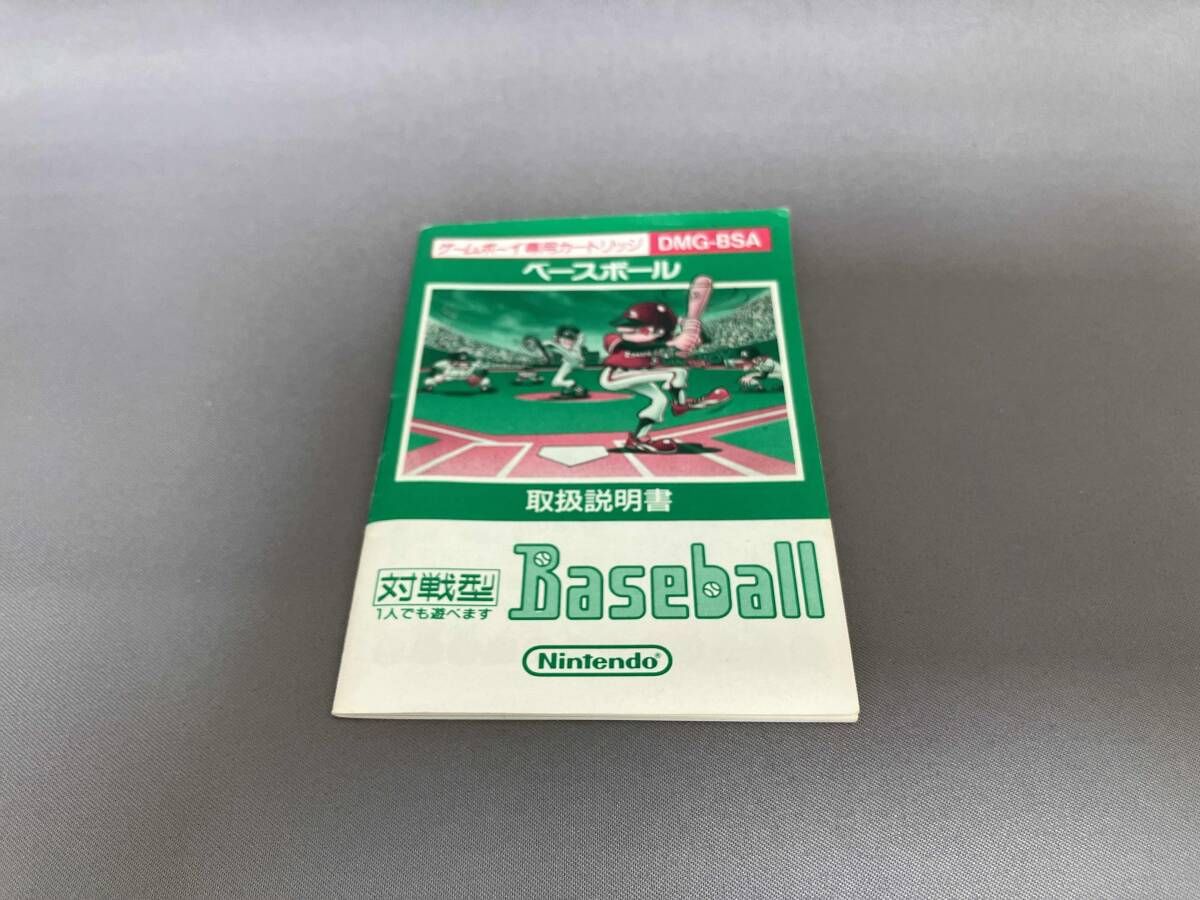 ゲームボーイ専用カートリッジ DMG-BSA
ベースボール
取扱説明書
対戦型
1人でも遊べます
Baseball
Nintendo®